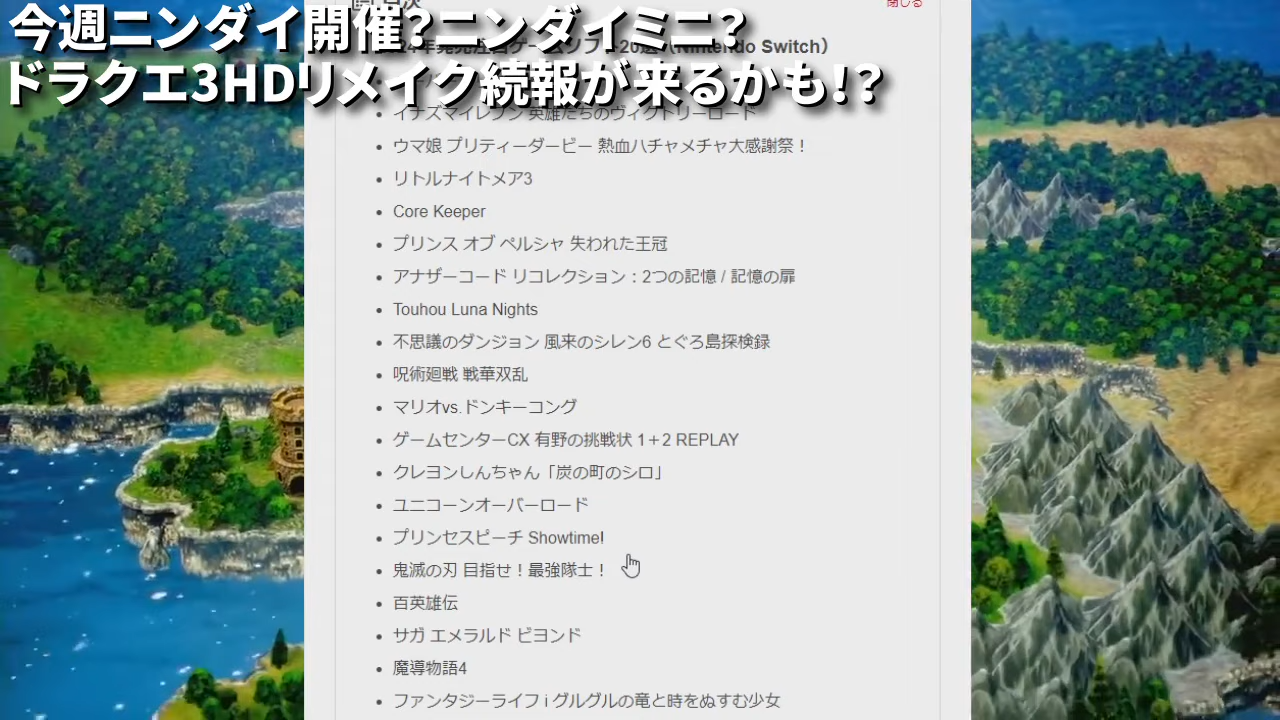 今週ニンダイ開催?ニンダイミニ?
ドラクエ3HDリメイク続報が来るかも!?
閉じる
(Nintendo Switch)
イナズマイレブン 英雄たちのヴィクトリーロード
ウマ娘 プリティーダービー 熱血ハチャメチャ大感謝祭！
リトルナイトメア3
Core Keeper
プリンス オブ ペルシャ 失われた王冠
アナザーコード リコレクション：2つの記憶 / 記憶の扉
Touhou Luna Nights
不思議のダンジョン 風来のシレン6 とぐろ島探検録
呪術廻戦 戦華双乱
マリオvs.ドンキーコング
ゲームセンターCX 有野の挑戦状 1＋2 REPLAY
クレヨンしんちゃん「炭の町のシロ」
ユニコーンオーバーロード
プリンセスピーチ Showtime!
鬼滅の刃 目指せ！最強隊士！
百英雄伝
サガ エメラルド ビヨンド
魔導物語4
ファンタジーライフ i グルグルの竜と時をぬすむ少女